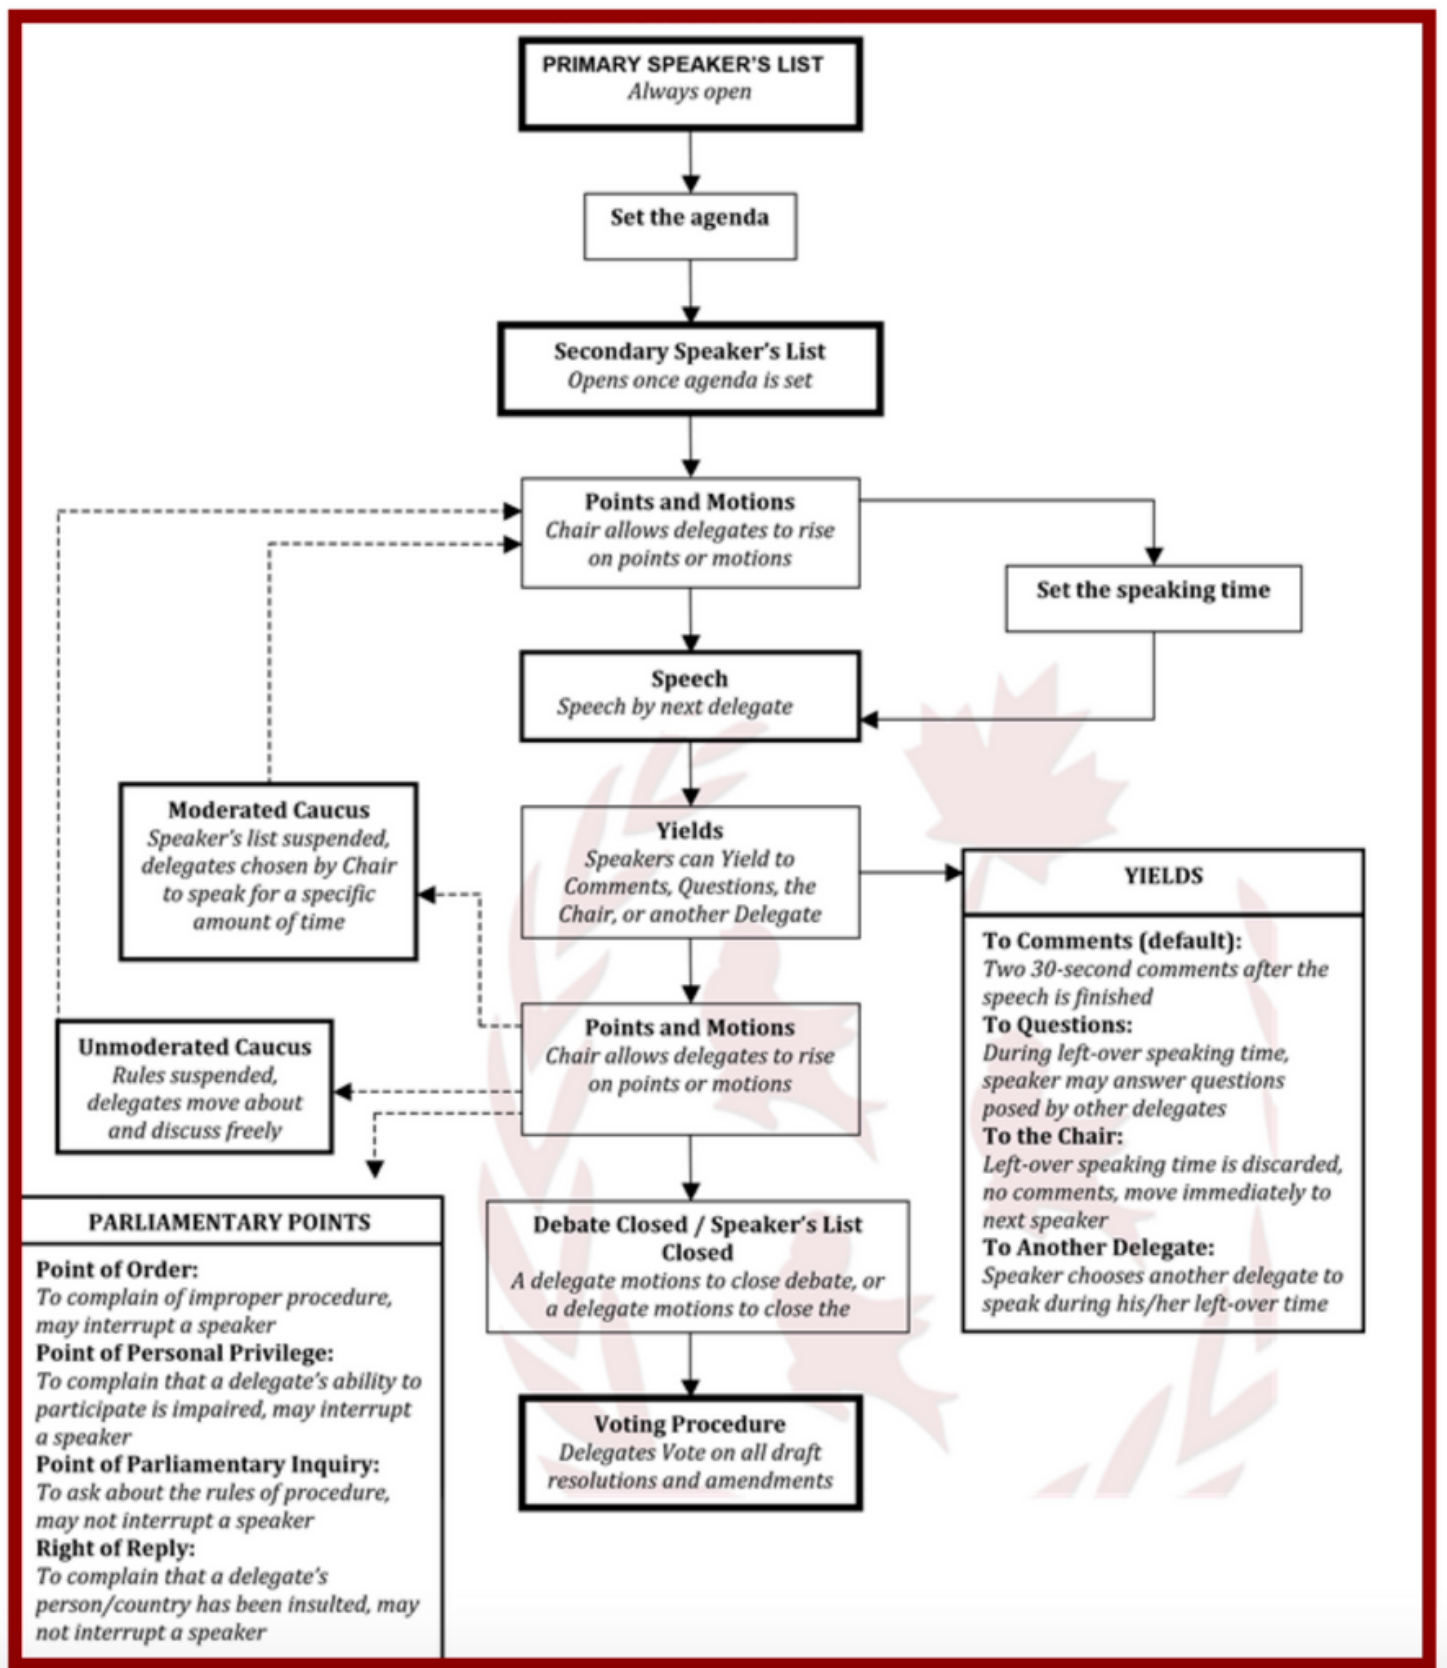 PRIMARY SPEAKER'S LIST
Always open
Set the agenda
Secondary Speaker's List
Opens once agenda is set
Points and Motions
Chair allows delegates to rise
on points or motions
Set the speaking time
Speech
Speech by next delegate
Moderated Caucus
Speaker's list suspended,
delegates chosen by Chair
to speak for a specific
amount of time
Yields
Speakers can Yield to
Comments, Questions, the
Chair, or another Delegate
YIELDS
To Comments (default):
Two 30-second comments after the
speech is finished
To Questions:
During left-over speaking time,
speaker may answer questions
posed by other delegates
To the Chair:
Left-over speaking time is discarded,
no comments, move immediately to
next speaker
To Another Delegate:
Speaker chooses another delegate to
speak during his/her left-over time
Points and Motions
Chair allows delegates to rise
on points or motions
Unmoderated Caucus
Rules suspended,
delegates move about
and discuss freely
PARLIAMENTARY POINTS
Point of Order:
To complain of improper procedure,
may interrupt a speaker
Point of Personal Privilege:
To complain that a delegate's ability to
participate is impaired, may interrupt
a speaker
Point of Parliamentary Inquiry:
To ask about the rules of procedure,
may not interrupt a speaker
Right of Reply:
To complain that a delegate's
person/country has been insulted, may
not interrupt a speaker
Debate Closed / Speaker's List
Closed
A delegate motions to close debate, or
a delegate motions to close the
Voting Procedure
Delegates Vote on all draft
resolutions and amendments